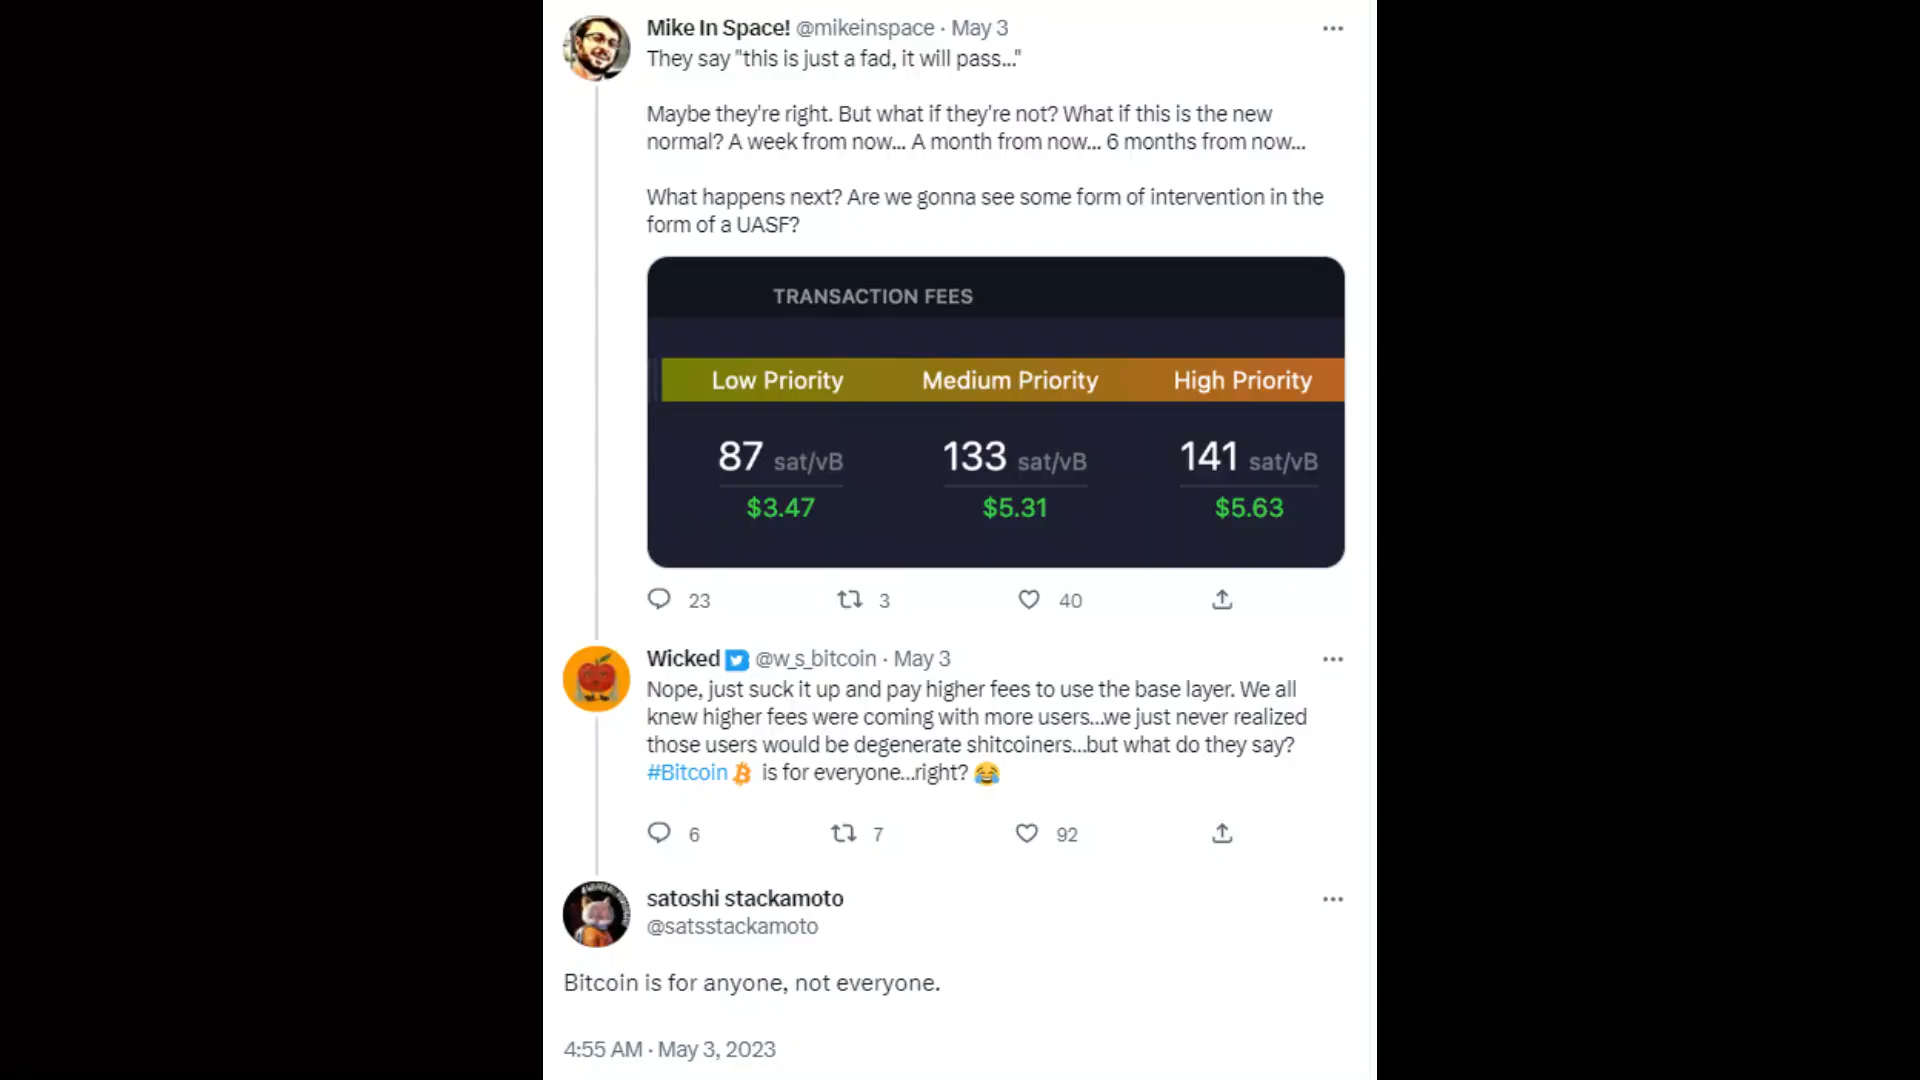 Mike In Space! @mikeinspace · May 3
They say "this is just a fad, it will pass..."
Maybe they're right. But what if they're not? What if this is the new
normal? A week from now... A month from now... 6 months from now...
What happens next? Are we gonna see some form of intervention in the
form of a UASF?
TRANSACTION FEES
Low Priority Medium Priority High Priority
87 sat/vB 133 sat/vB 141 sat/vB
$3.47 $5.31 $5.63
23 3 40
Wicked @w_s_bitcoin · May 3
Nope, just suck it up and pay higher fees to use the base layer. We all
knew higher fees were coming with more users...we just never realized
those users would be degenerate shitcoiners...but what do they say?
#Bitcoin is for everyone...right? 😂
6 7 92
satoshi stackamoto
@satsstackamoto
Bitcoin is for anyone, not everyone.
4:55 AM · May 3, 2023